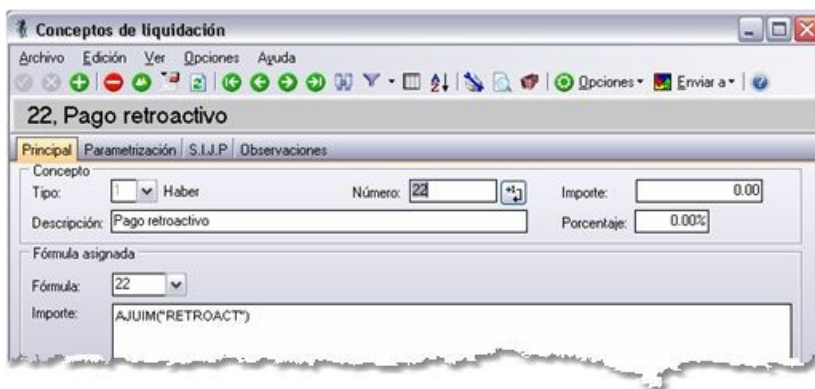 Conceptos de liquidación
Archivo Edición Ver Opciones Ayuda
Opciones Enviar a
22, Pago retroactivo
Principal Parametrización S.I.J.P Observaciones
Concepto
Tipo: 1 Haber Número: 22 Importe: 0.00
Descripción: Pago retroactivo Porcentaje: 0.00%
Fórmula asignada
Fórmula: 22
Importe: AJUIM("RETROACT")